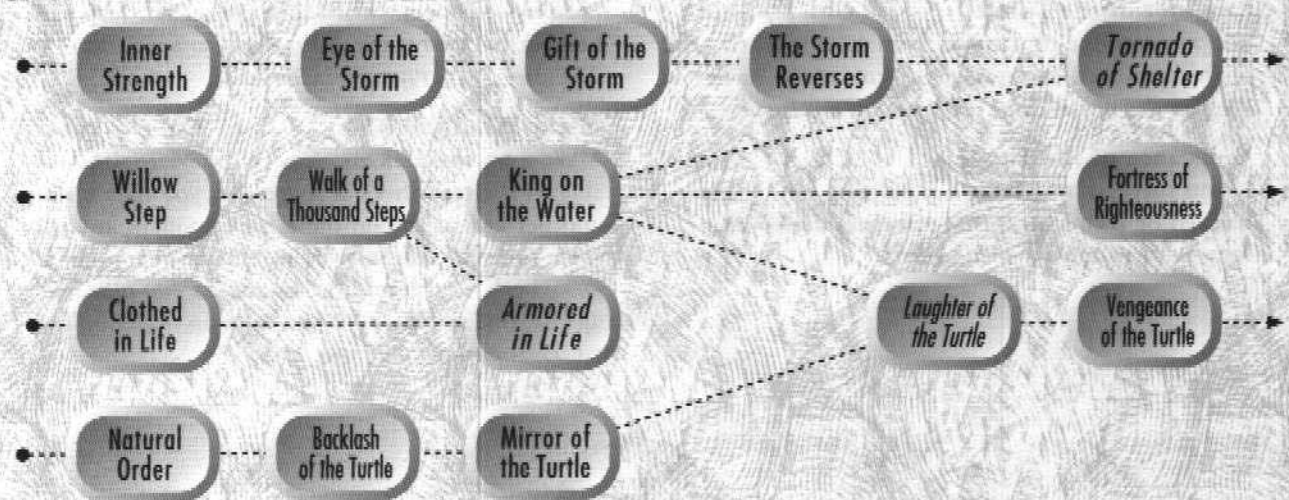 Inner
Strength
Eye of the
Storm
Gift of the
Storm
The Storm
Reverses
Tornado
of Shelter
Willow
Step
Walk of a
Thousand Steps
King on
the Water
Fortress of
Righteousness
Clothed
in Life
Armored
in Life
Laughter of
the Turtle
Vengeance
of the Turtle
Natural
Order
Backlash
of the Turtle
Mirror of
the Turtle